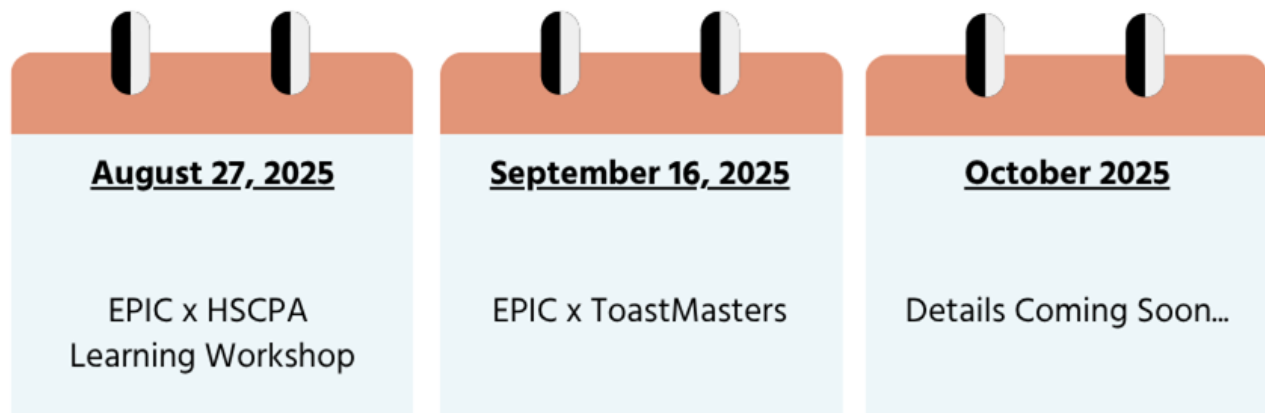 August 27, 2025
EPIC x HSCPA
Learning Workshop
September 16, 2025
EPIC x ToastMasters
October 2025
Details Coming Soon...